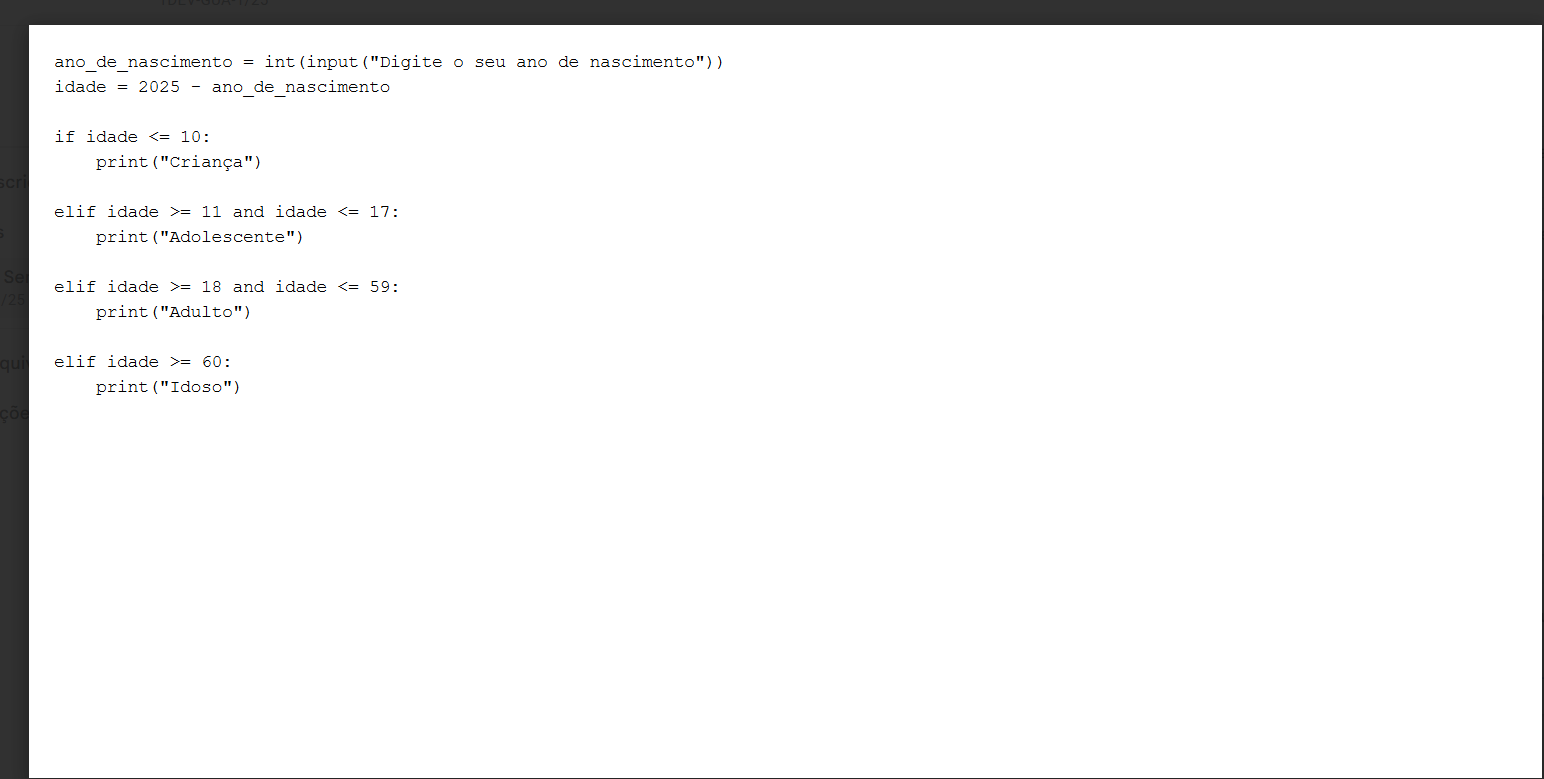 ano_de_nascimento = int(input("Digite o seu ano de nascimento"))
idade = 2025 - ano_de_nascimento
if idade <= 10:
    print("Criança")
elif idade >= 11 and idade <= 17:
    print("Adolescente")
elif idade >= 18 and idade <= 59:
    print("Adulto")
elif idade >= 60:
    print("Idoso")